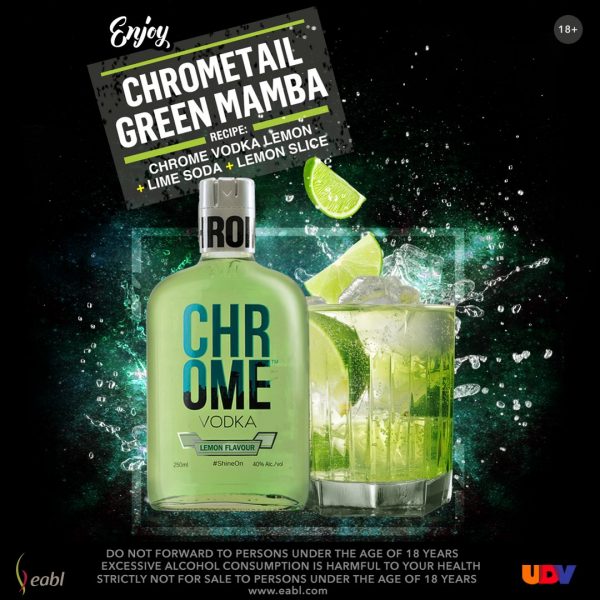 Enjoy
18+
CHROMETAIL
GREEN MAMBA
RECIPE:
CHROME VODKA LEMON
+ LIME SODA + LEMON SLICE
ROI
CHR
OME™
VODKA
LEMON FLAVOUR
250ml #ShineOn 40% Alc./vol
DO NOT FORWARD TO PERSONS UNDER THE AGE OF 18 YEARS
EXCESSIVE ALCOHOL CONSUMPTION IS HARMFUL TO YOUR HEALTH
STRICTLY NOT FOR SALE TO PERSONS UNDER THE AGE OF 18 YEARS
www.eabl.com
eabl
UDV